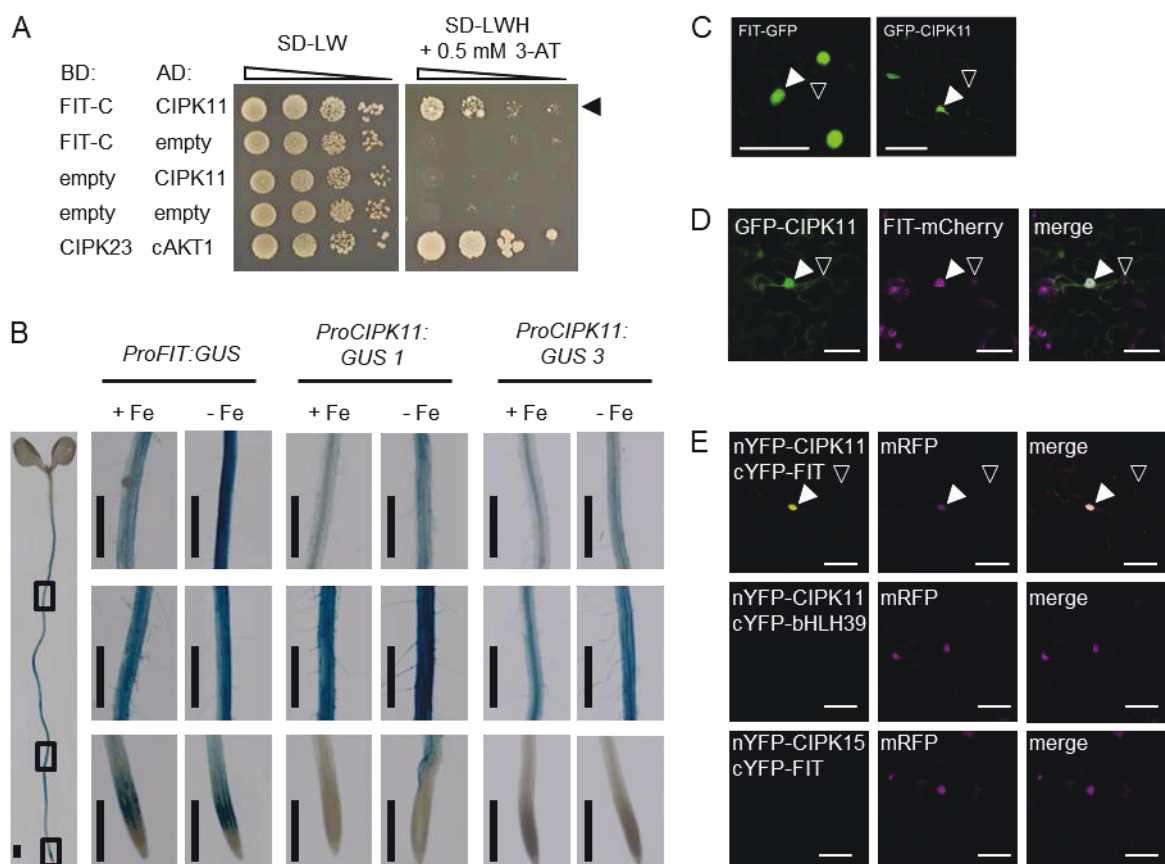 A
SD-LW
SD-LWH
+ 0.5 mM 3-AT
BD: AD:
FIT-C CIPK11
FIT-C empty
empty CIPK11
empty empty
CIPK23 cAKT1
B
ProFIT:GUS
ProCIPK11:
GUS 1
ProCIPK11:
GUS 3
+ Fe - Fe + Fe - Fe + Fe - Fe
C
FIT-GFP
GFP-CIPK11
D
GFP-CIPK11
FIT-mCherry
merge
E
nYFP-CIPK11
cYFP-FIT
mRFP
merge
nYFP-CIPK11
cYFP-bHLH39
mRFP
merge
nYFP-CIPK15
cYFP-FIT
mRFP
merge